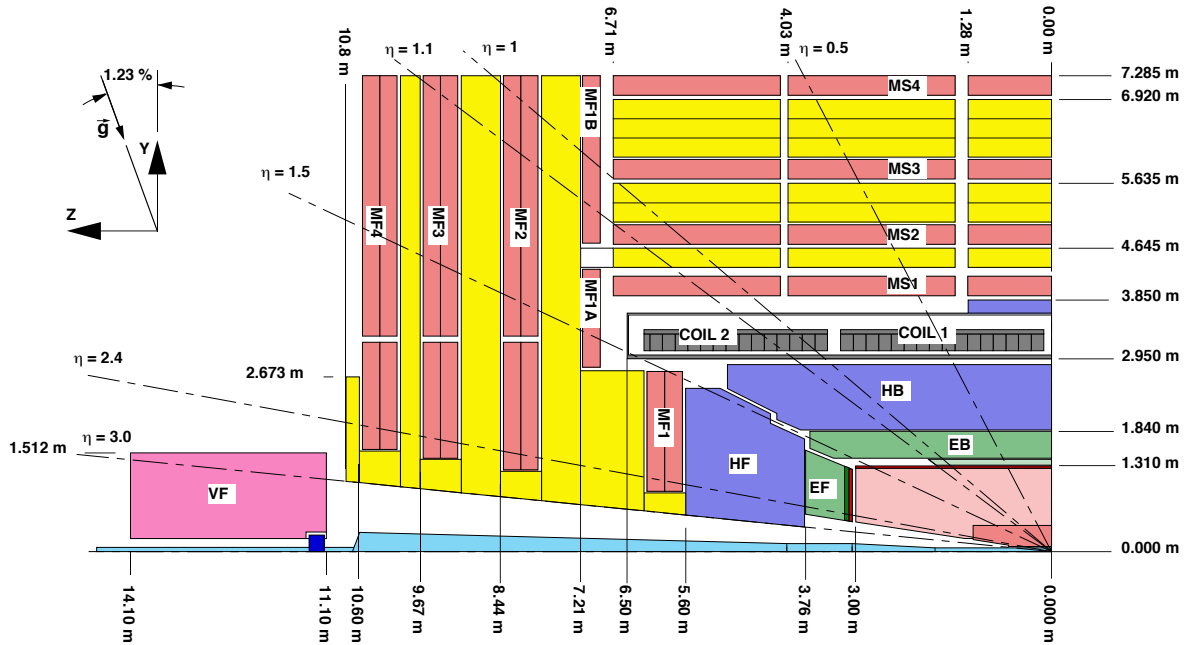 10.8 m
6.71 m
4.03 m
1.28 m
0.00 m
η = 1.1
η = 1
η = 0.5
1.23 %
g
Y
Z
η = 1.5
η = 2.4
η = 3.0
2.673 m
1.512 m
MF4
MF3
MF2
MF1B
MF1A
MF1
MS4
MS3
MS2
MS1
COIL 2
COIL 1
HB
EB
HF
EF
VF
7.285 m
6.920 m
5.635 m
4.645 m
3.850 m
2.950 m
1.840 m
1.310 m
0.000 m
14.10 m
11.10 m
10.60 m
9.67 m
8.44 m
7.21 m
6.50 m
5.60 m
3.76 m
3.00 m
0.000m